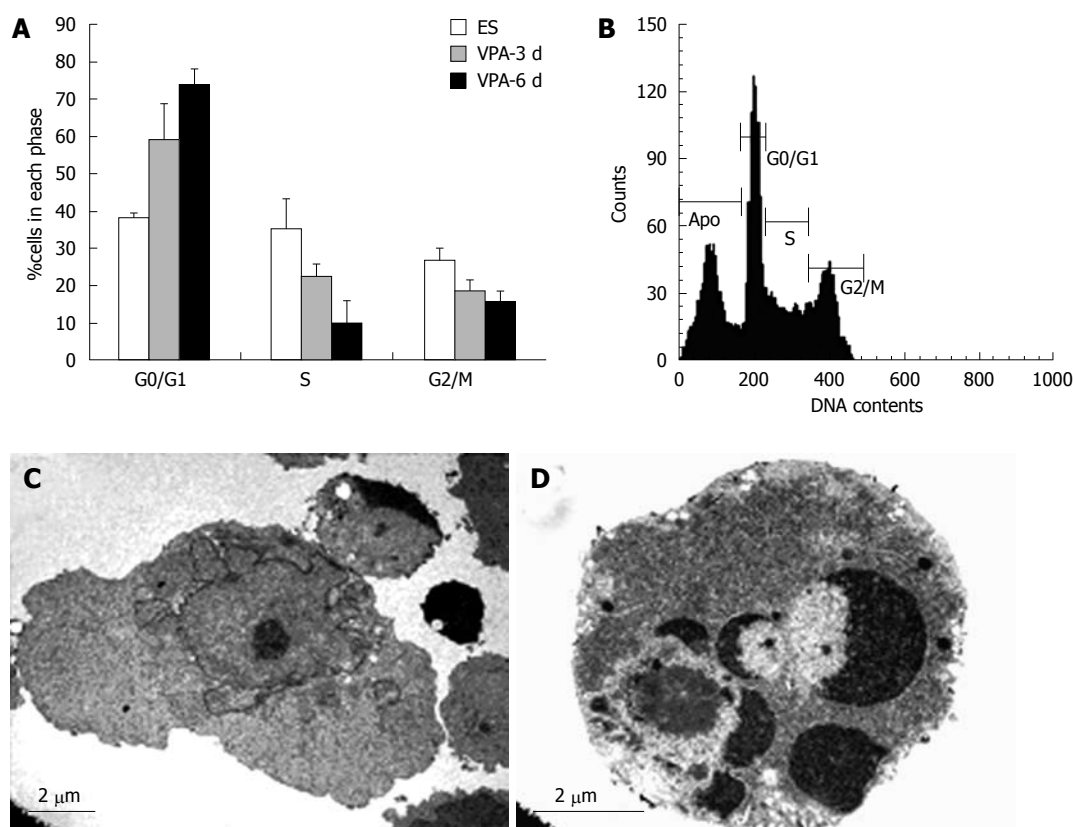 A
ES
VPA-3 d
VPA-6 d
%cells in each phase
90
80
70
60
50
40
30
20
10
0
G0/G1
S
G2/M
B
Counts
150
120
90
60
30
0
Apo
G0/G1
S
G2/M
0
200
400
600
800
1000
DNA contents
C
2 μm
D
2 μm